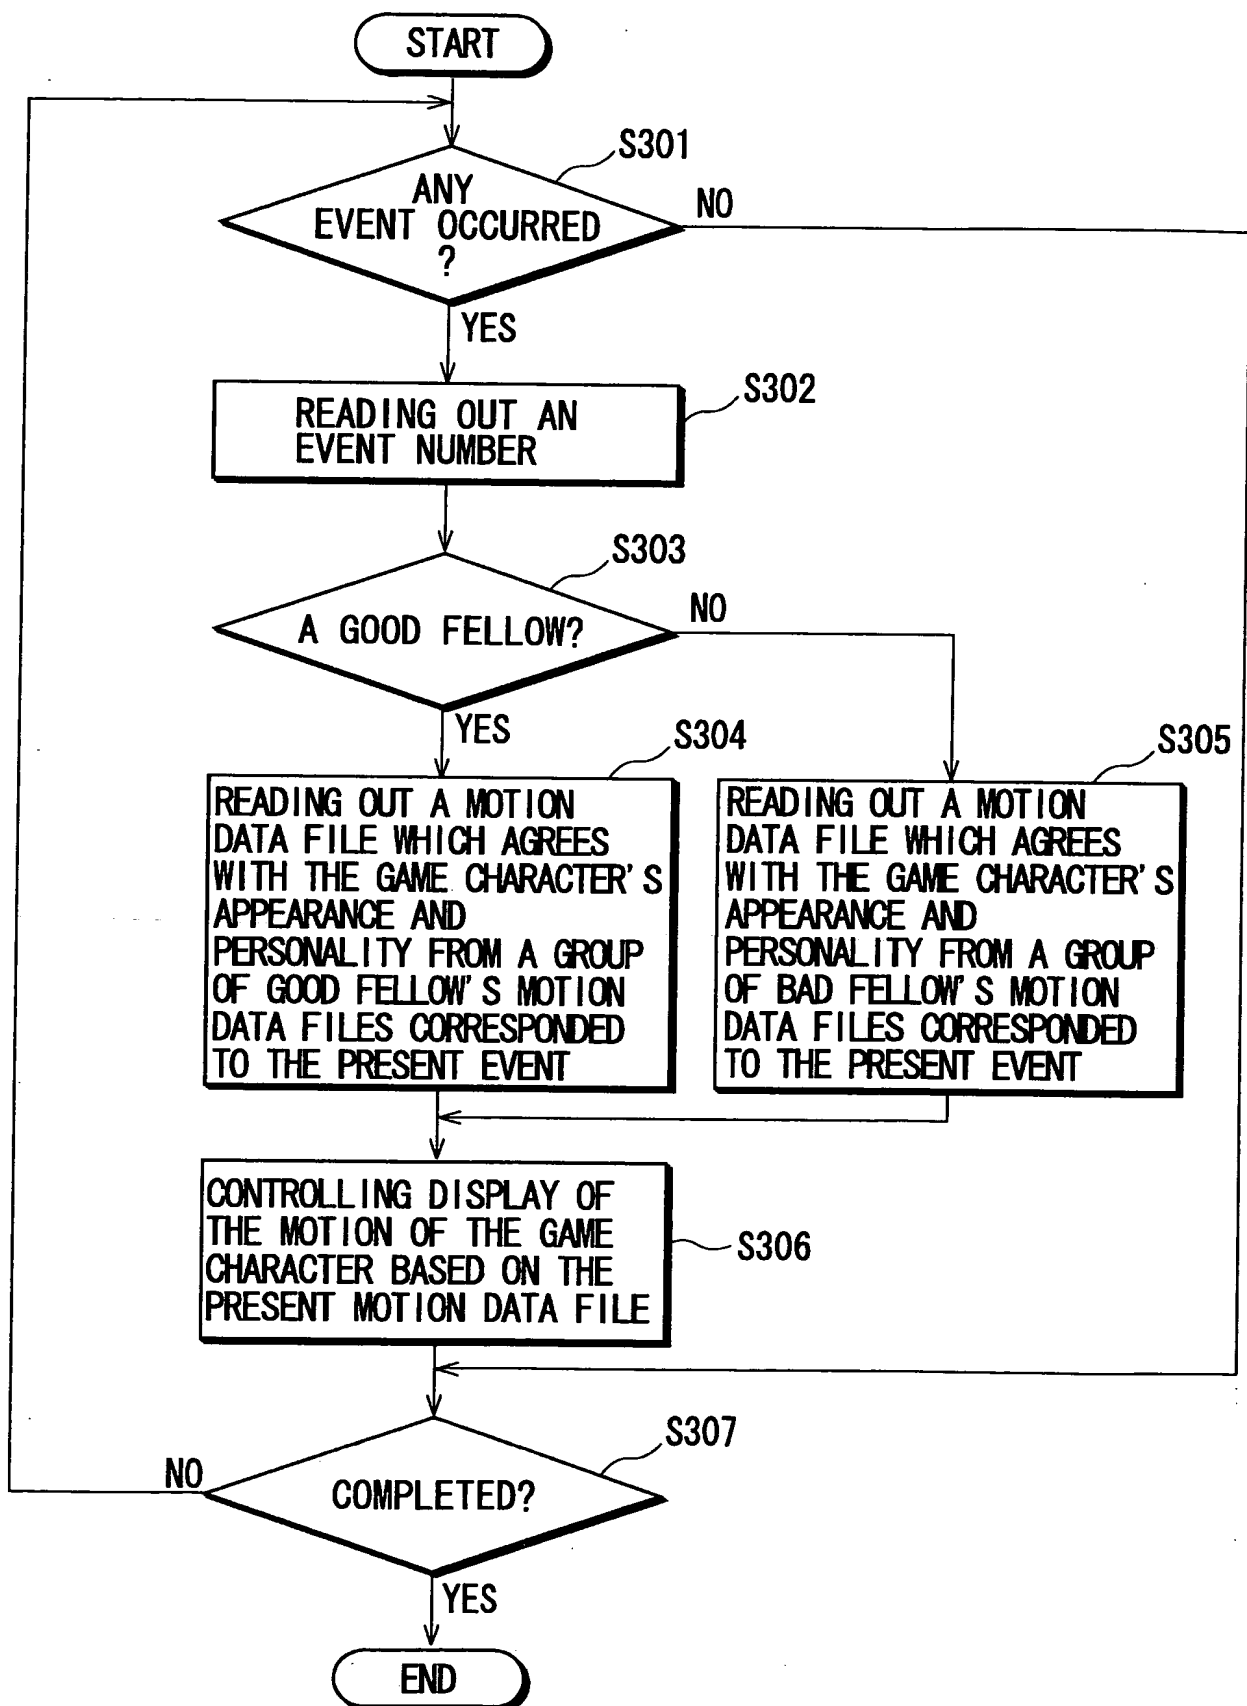 START
S301
ANY
EVENT OCCURRED
?
NO
YES
S302
READING OUT AN
EVENT NUMBER
S303
A GOOD FELLOW?
NO
YES
S304
READING OUT A MOTION
DATA FILE WHICH AGREES
WITH THE GAME CHARACTER'S
APPEARANCE AND
PERSONALITY FROM A GROUP
OF GOOD FELLOW'S MOTION
DATA FILES CORRESPONDED
TO THE PRESENT EVENT
S305
READING OUT A MOTION
DATA FILE WHICH AGREES
WITH THE GAME CHARACTER'S
APPEARANCE AND
PERSONALITY FROM A GROUP
OF BAD FELLOW'S MOTION
DATA FILES CORRESPONDED
TO THE PRESENT EVENT
CONTROLLING DISPLAY OF
THE MOTION OF THE GAME
CHARACTER BASED ON THE
PRESENT MOTION DATA FILE
S306
S307
NO
COMPLETED?
YES
END